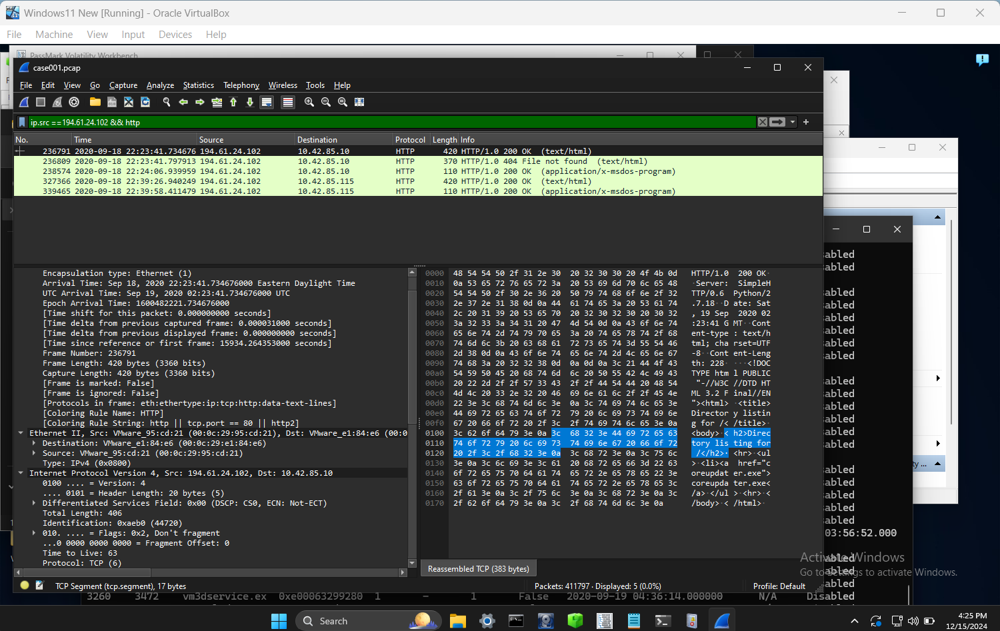 Windows11 New [Running] - Oracle VirtualBox
File Machine View Input Devices Help
PassMark Volatility Workbench
case001.pcap
File Edit View Go Capture Analyze Statistics Telephony Wireless Tools Help
ip.src ==194.61.24.102 && http
No. Time Source Destination Protocol Length Info
236791 2020-09-18 22:23:41.734676 194.61.24.102 10.42.85.10 HTTP 420 HTTP/1.0 200 OK (text/html)
236809 2020-09-18 22:23:41.797913 194.61.24.102 10.42.85.10 HTTP 370 HTTP/1.0 404 File not found (text/html)
238574 2020-09-18 22:24:06.939959 194.61.24.102 10.42.85.10 HTTP 110 HTTP/1.0 200 OK (application/x-msdos-program)
327366 2020-09-18 22:39:26.940249 194.61.24.102 10.42.85.115 HTTP 420 HTTP/1.0 200 OK (text/html)
339465 2020-09-18 22:39:58.411479 194.61.24.102 10.42.85.115 HTTP 110 HTTP/1.0 200 OK (application/x-msdos-program)
Encapsulation type: Ethernet (1)
Arrival Time: Sep 18, 2020 22:23:41.734676000 Eastern Daylight Time
UTC Arrival Time: Sep 19, 2020 02:23:41.734676000 UTC
Epoch Arrival Time: 1600482221.734676000
[Time shift for this packet: 0.000000000 seconds]
[Time delta from previous captured frame: 0.000031000 seconds]
[Time delta from previous displayed frame: 0.000000000 seconds]
[Time since reference or first frame: 15934.264353000 seconds]
Frame Number: 236791
Frame Length: 420 bytes (3360 bits)
Capture Length: 420 bytes (3360 bits)
[Frame is marked: False]
[Frame is ignored: False]
[Protocols in frame: eth:ethertype:ip:tcp:http:data-text-lines]
[Coloring Rule Name: HTTP]
[Coloring Rule String: http || tcp.port == 80 || http2]
Ethernet II, Src: VMware_95:cd:21 (00:0c:29:95:cd:21), Dst: VMware_e1:84:e6 (00:0
Destination: VMware_e1:84:e6 (00:0c:29:e1:84:e6)
Source: VMware_95:cd:21 (00:0c:29:95:cd:21)
Type: IPv4 (0x0800)
Internet Protocol Version 4, Src: 194.61.24.102, Dst: 10.42.85.10
0100 .... = Version: 4
.... 0101 = Header Length: 20 bytes (5)
Differentiated Services Field: 0x00 (DSCP: CS0, ECN: Not-ECT)
Total Length: 406
Identification: 0xaeb0 (44720)
010. .... = Flags: 0x2, Don't fragment
...0 0000 0000 0000 = Fragment Offset: 0
Time to Live: 63
Protocol: TCP (6)
0000 48 54 54 50 2f 31 2e 30 20 32 30 30 20 4f 4b 0d HTTP/1.0 200 OK·
0010 0a 53 65 72 76 65 72 3a 20 53 69 6d 70 6c 65 48 ·Server: SimpleH
0020 54 54 50 2f 30 2e 36 20 50 79 74 68 6f 6e 2f 32 TTP/0.6 Python/2
0030 2e 37 2e 31 38 0d 0a 44 61 74 65 3a 20 53 61 74 .7.18··D ate: Sat
0040 2c 20 31 39 20 53 65 70 20 32 30 32 30 20 30 32 , 19 Sep 2020 02
0050 3a 32 33 3a 34 31 20 47 4d 54 0d 0a 43 6f 6e 74 :23:41 G MT··Cont
0060 65 6e 74 2d 74 79 70 65 3a 20 74 65 78 74 2f 68 ent-type : text/h
0070 74 6d 6c 3b 20 63 68 61 72 73 65 74 3d 55 54 46 tml; cha rset=UTF
0080 2d 38 0d 0a 43 6f 6e 74 65 6e 74 2d 4c 65 6e 67 -8··Cont ent-Leng
0090 74 68 3a 20 32 32 38 0d 0a 0d 0a 3c 21 44 4f 43 th: 228· ···<!DOC
00a0 54 59 50 45 20 68 74 6d 6c 20 50 55 42 4c 49 43 TYPE htm l PUBLIC
00b0 20 22 2d 2f 2f 57 33 43 2f 2f 44 54 44 20 48 54 "-//W3C //DTD HT
00c0 4d 4c 20 33 2e 32 20 46 69 6e 61 6c 2f 2f 45 4e ML 3.2 F inal//EN
00d0 22 3e 3c 68 74 6d 6c 3e 0a 3c 74 69 74 6c 65 3e "><html> ·<title>
00e0 44 69 72 65 63 74 6f 72 79 20 6c 69 73 74 69 6e Director y listin
00f0 67 20 66 6f 72 20 2f 3c 2f 74 69 74 6c 65 3e 0a g for /< /title>·
0100 3c 62 6f 64 79 3e 0a 3c 68 32 3e 44 69 72 65 63 <body>·< h2>Direc
0110 74 6f 72 79 20 6c 69 73 74 69 6e 67 20 66 6f 72 tory lis ting for
0120 20 2f 3c 2f 68 32 3e 0a 3c 68 72 3e 0a 3c 75 6c /</h2>· <hr>·<ul
0130 3e 0a 3c 6c 69 3e 3c 61 20 68 72 65 66 3d 22 63 >·<li><a href="c
0140 6f 72 65 75 70 64 61 74 65 72 2e 65 78 65 22 3e oreupdat er.exe">
0150 63 6f 72 65 75 70 64 61 74 65 72 2e 65 78 65 3c coreupda ter.exe<
0160 2f 61 3e 0a 3c 2f 75 6c 3e 0a 3c 68 72 3e 0a 3c /a>·</ul >·<hr>·<
0170 2f 62 6f 64 79 3e 0a 3c 2f 68 74 6d 6c 3e 0a /body>·< /html>·
Reassembled TCP (383 bytes)
TCP Segment (tcp.segment), 17 bytes
Packets: 411797 · Displayed: 5 (0.0%)
Profile: Default
abled
abled
abled
abled
abled
abled
abled
abled
abled
abled
abled
abled
ty ...
abled
abled
abled
abled
abled
03:56:52.000
abled
abled
abled
Activate Windows
Go to Settings to activate Windows.
3260 3472 vm3dservice.ex 0xe00063299280 1 - 1 False 2020-09-19 04:36:14.000000 N/A Disabled
Search
4:25 PM
12/15/2024